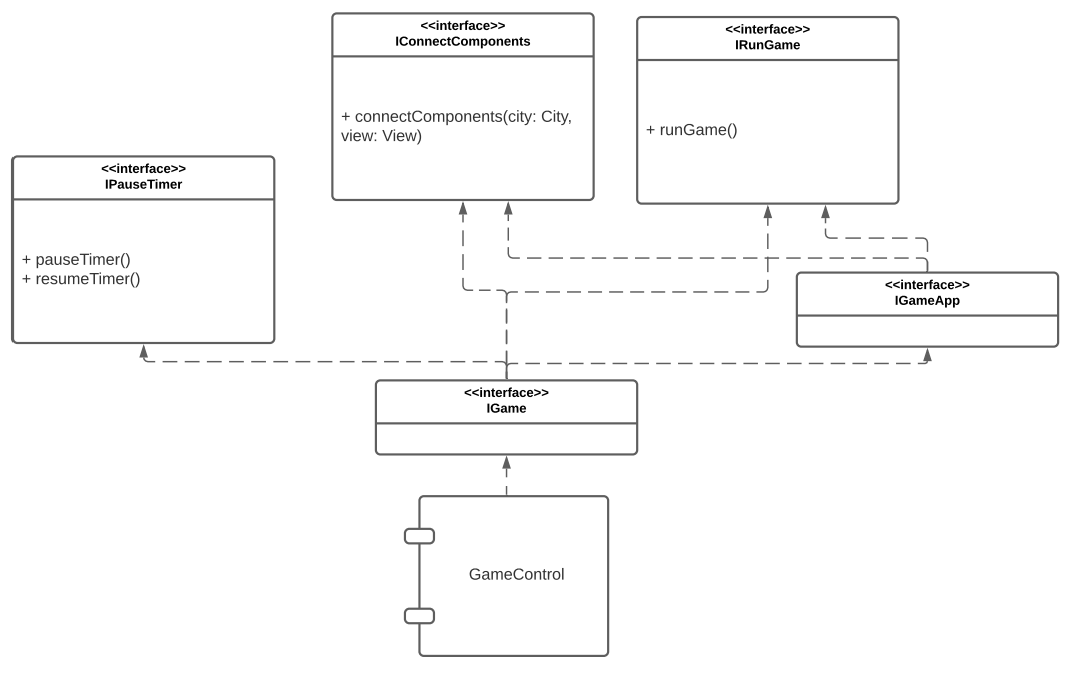 <<interface>>
IConnectComponents
+ connectComponents(city: City,
view: View)
<<interface>>
IRunGame
+ runGame()
<<interface>>
IPauseTimer
+ pauseTimer()
+ resumeTimer()
<<interface>>
IGameApp
<<interface>>
IGame
GameControl